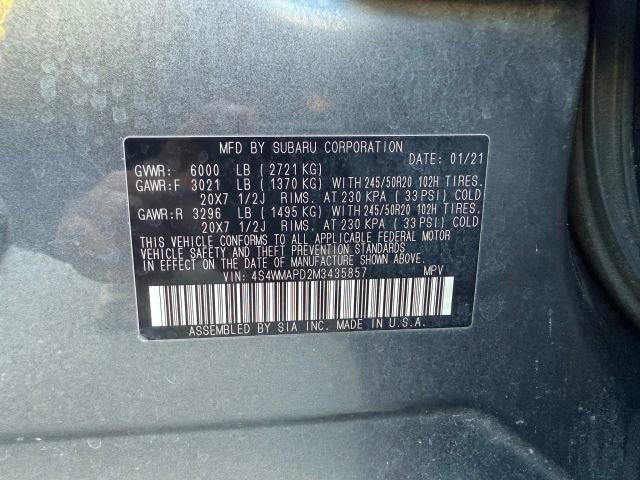 MFD BY SUBARU CORPORATION
DATE: 01/21
GVWR: 6000 LB (2721 KG)
GAWR:F 3021 LB (1370 KG) WITH 245/50R20 102H TIRES.
20X7 1/2J RIMS. AT 230 KPA (33 PSI) COLD
GAWR:R 3296 LB (1495 KG) WITH 245/50R20 102H TIRES.
20X7 1/2J RIMS. AT 230 KPA (33 PSI) COLD
THIS VEHICLE CONFORMS TO ALL APPLICABLE FEDERAL MOTOR
VEHICLE SAFETY AND THEFT PREVENTION STANDARDS
IN EFFECT ON THE DATE OF MANUFACTURE SHOWN ABOVE.
VIN: 4S4WMAPD2M3435857 MPV
ASSEMBLED BY SIA INC. MADE IN U.S.A.